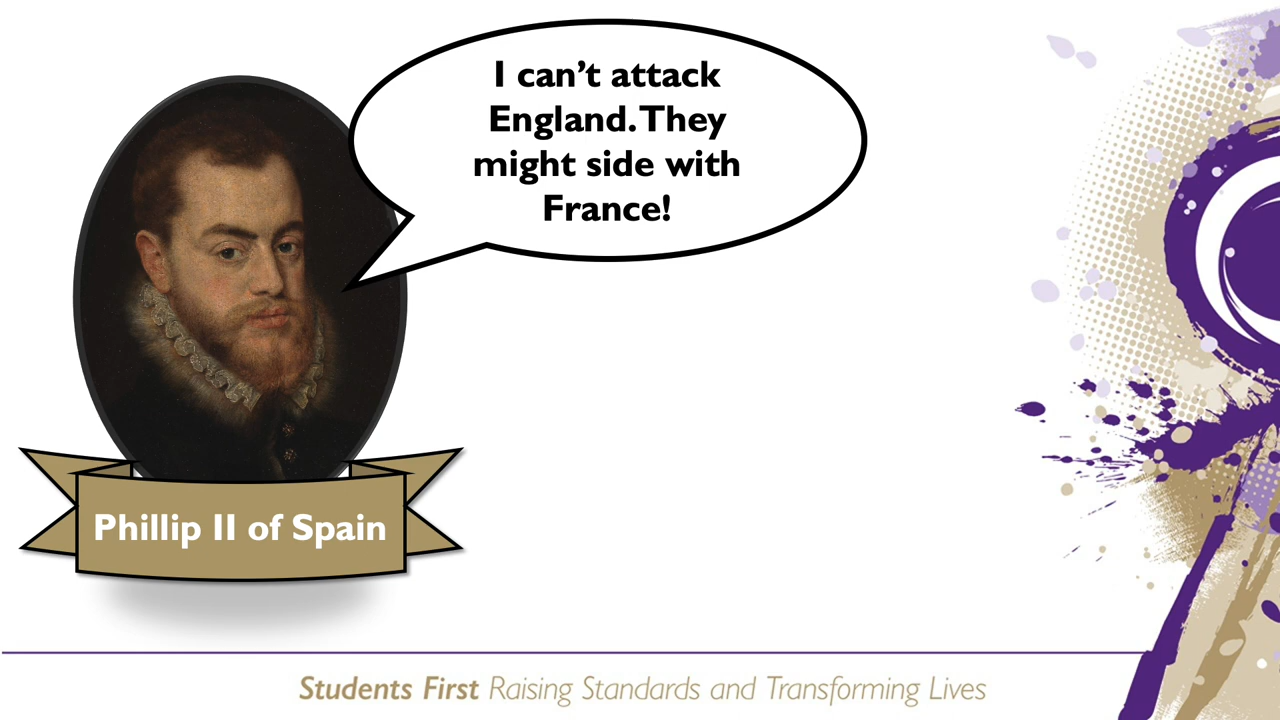 I can’t attack
England. They
might side with
France!
Phillip II of Spain
Students First Raising Standards and Transforming Lives